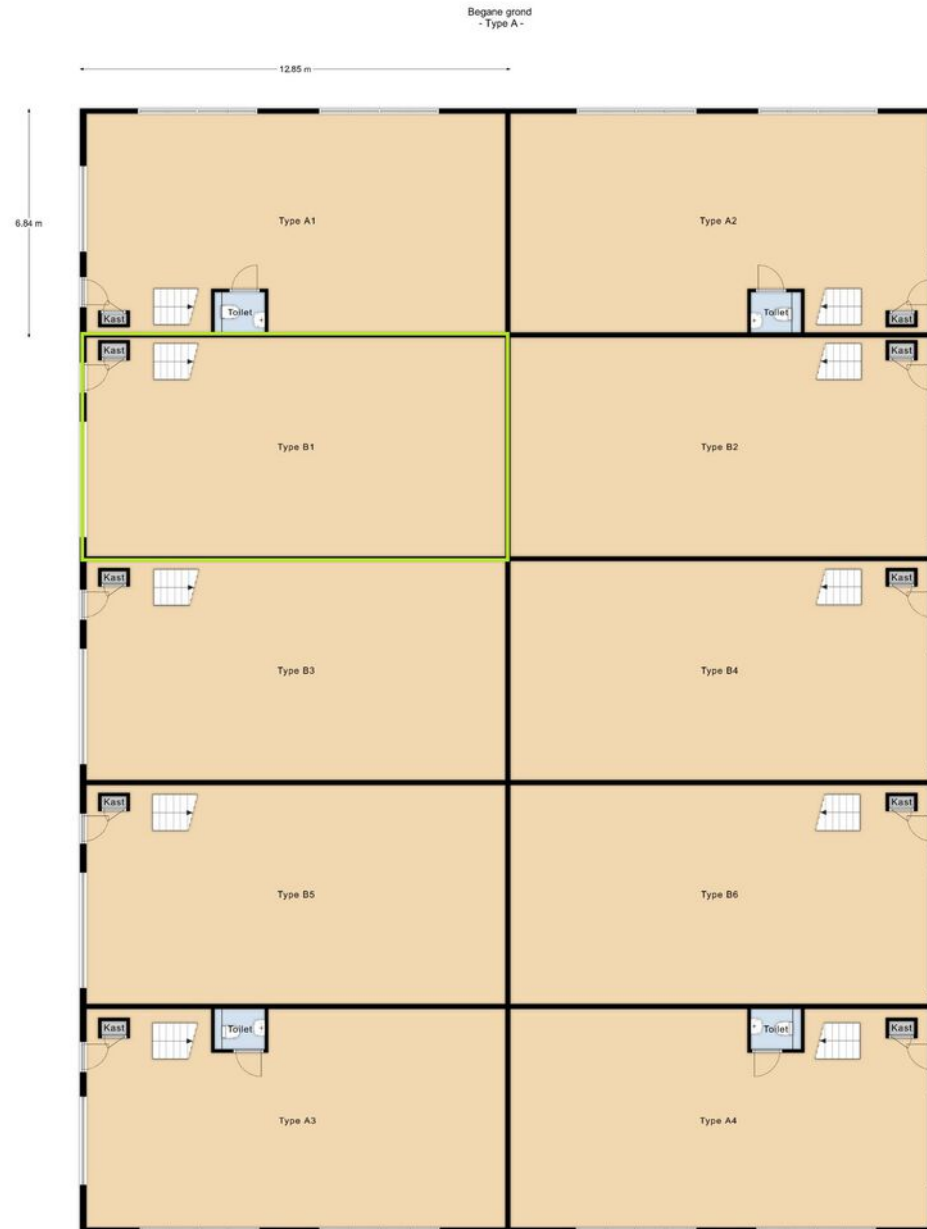 Begane grond
- Type A -
12.85 m
6.84 m
Type A1
Type A2
Toilet
Toilet
Kast
Kast
Kast
Kast
Type B1
Type B2
Kast
Kast
Type B3
Type B4
Kast
Kast
Type B5
Type B6
Kast
Toilet
Toilet
Kast
Type A3
Type A4